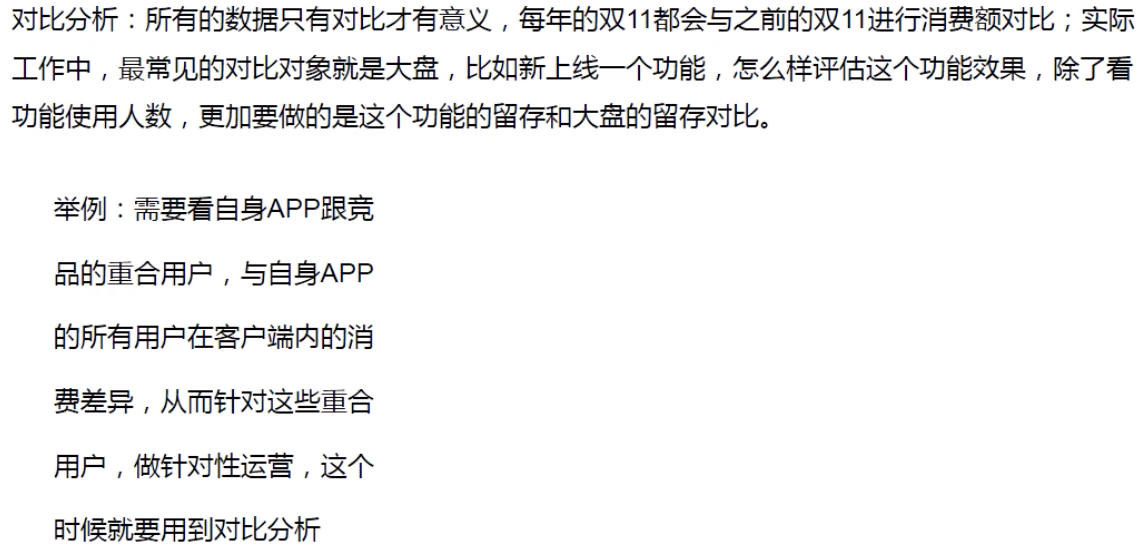 对比分析：所有的数据只有对比才有意义，每年的双11都会与之前的双11进行消费额对比；实际
工作中，最常见的对比对象就是大盘，比如新上线一个功能，怎么样评估这个功能效果，除了看
功能使用人数，更加要做的是这个功能的留存和大盘的留存对比。
举例：需要看自身APP跟竞
品的重合用户，与自身APP
的所有用户在客户端内的消
费差异，从而针对这些重合
用户，做针对性运营，这个
时候就要用到对比分析